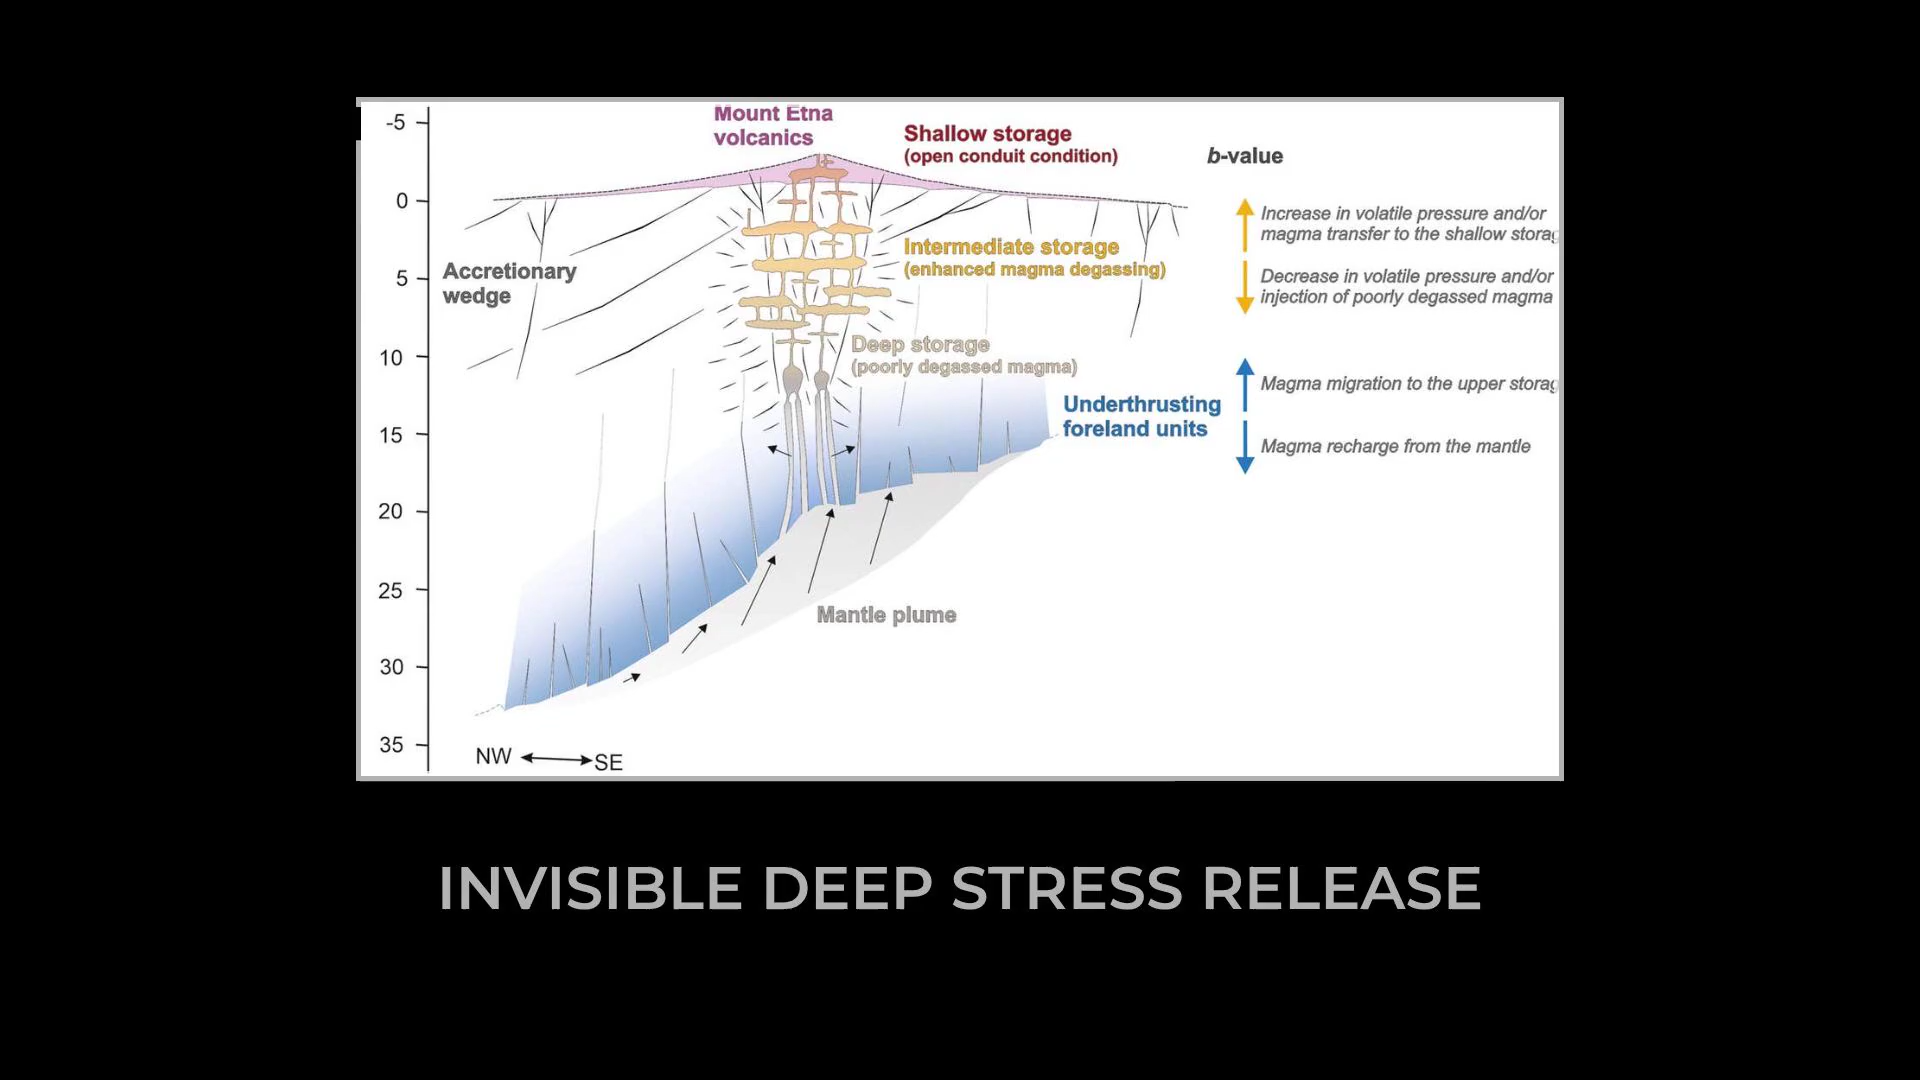 Mount Etna
volcanics
Shallow storage
(open conduit condition)
b-value
-5
0
5
10
15
20
25
30
35
Increase in volatile pressure and/or
magma transfer to the shallow storag
Intermediate storage
(enhanced magma degassing)
Accretionary
wedge
Decrease in volatile pressure and/or
injection of poorly degassed magma
Deep storage
(poorly degassed magma)
Magma migration to the upper storag
Underthrusting
foreland units
Magma recharge from the mantle
Mantle plume
NW
SE
INVISIBLE DEEP STRESS RELEASE